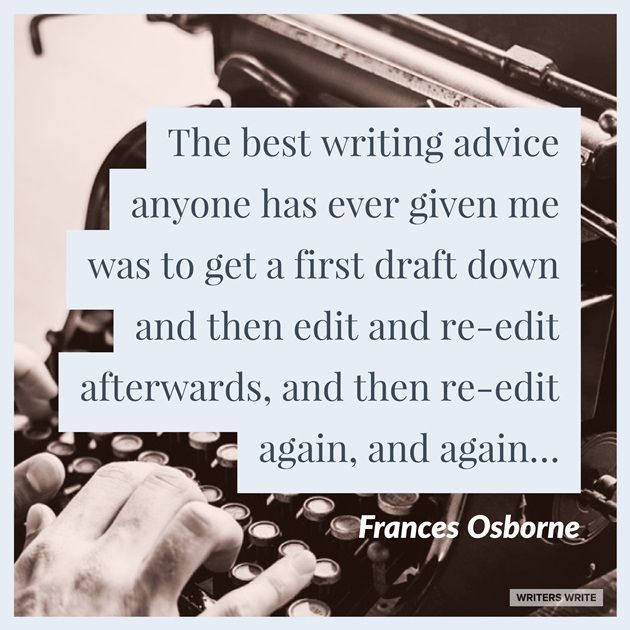 The best writing advice
anyone has ever given me
was to get a first draft down
and then edit and re-edit
afterwards, and then re-edit
again, and again...
Frances Osborne
WRITERS WRITE